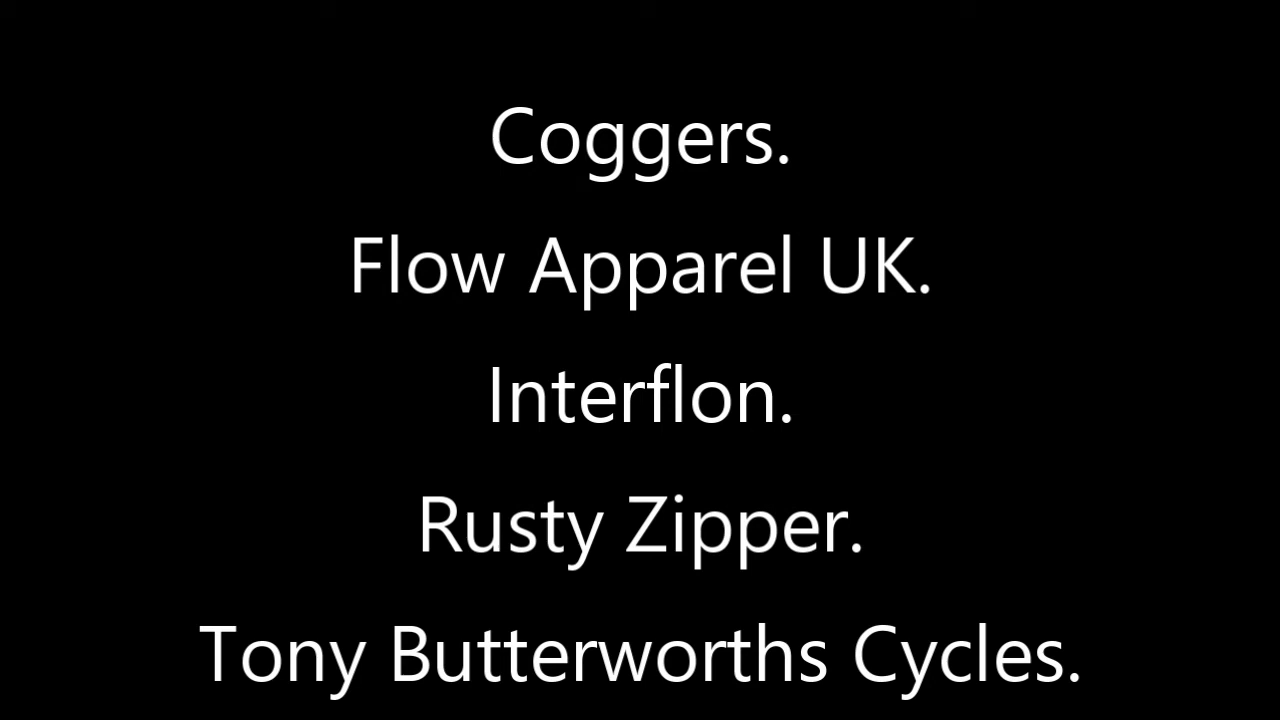 Coggers.
Flow Apparel UK.
Interflon.
Rusty Zipper.
Tony Butterworths Cycles.